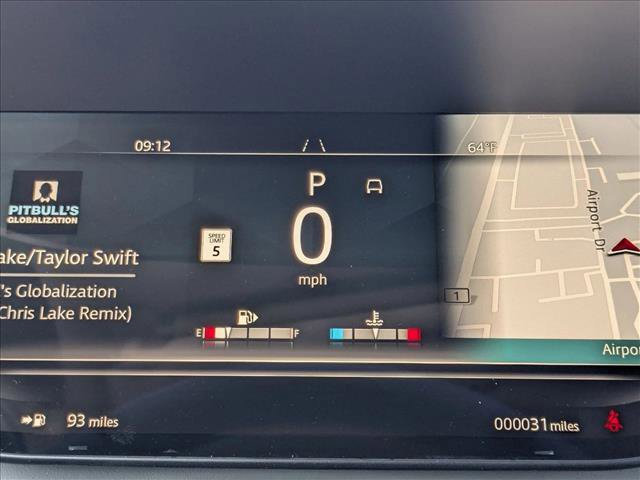 09:12
64°F
P
PITBULL'S
GLOBALIZATION
SPEED
LIMIT
5
0
mph
ake/Taylor Swift
's Globalization
Chris Lake Remix)
E
F
Airport Dr
1
Airpor
93 miles
000031 miles